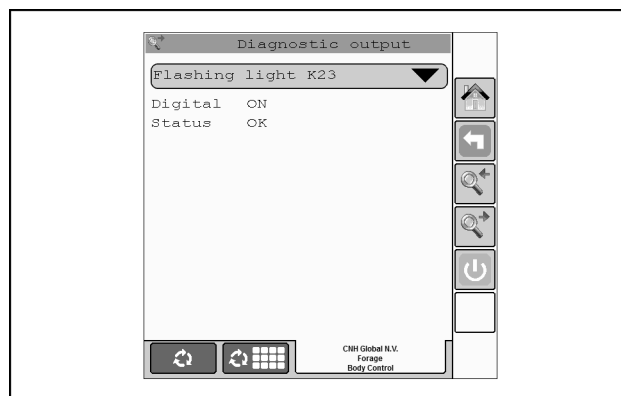 Diagnostic output
Flashing light K23
Digital ON
Status OK
CNH Global N.V.
Forage
Body Control